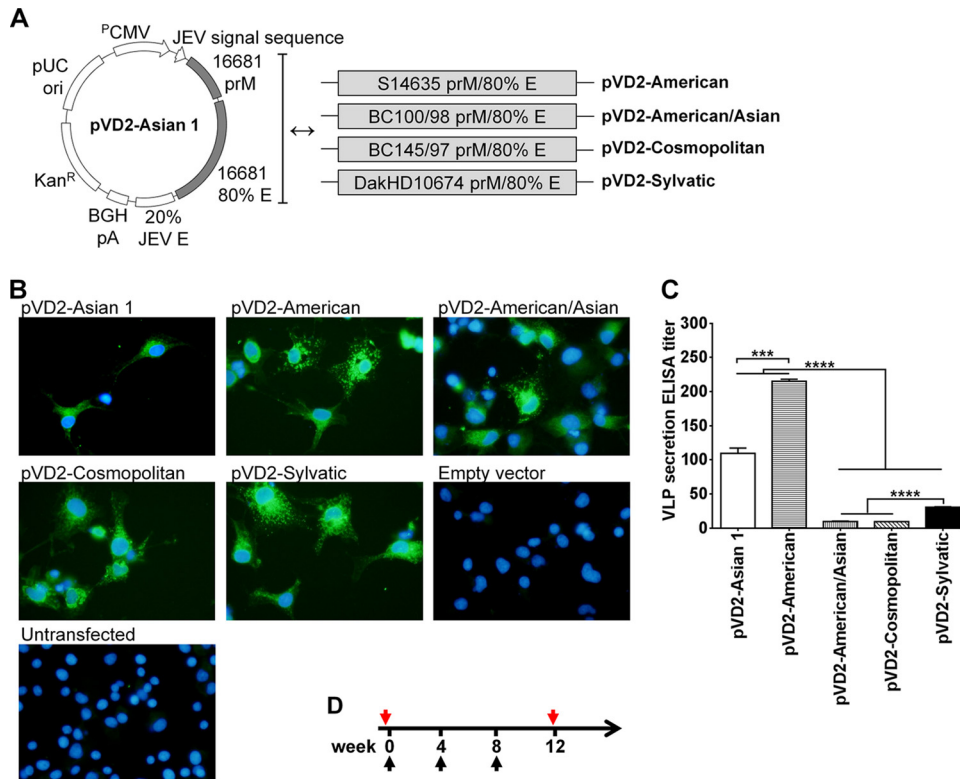 A
PCMV
JEV signal sequence
16681
prM
pUC
ori
pVD2-Asian 1
KanR
16681
80% E
BGH
pA
20%
JEV E
S14635 prM/80% E
pVD2-American
BC100/98 prM/80% E
pVD2-American/Asian
BC145/97 prM/80% E
pVD2-Cosmopolitan
DakHD10674 prM/80% E
pVD2-Sylvatic
B
pVD2-Asian 1
pVD2-American
pVD2-American/Asian
pVD2-Cosmopolitan
pVD2-Sylvatic
Empty vector
Untransfected
C
VLP secretion ELISA titer
300
250
200
150
100
50
0
***
****
****
pVD2-Asian 1
pVD2-American
pVD2-American/Asian
pVD2-Cosmopolitan
pVD2-Sylvatic
D
week 0 4 8 12